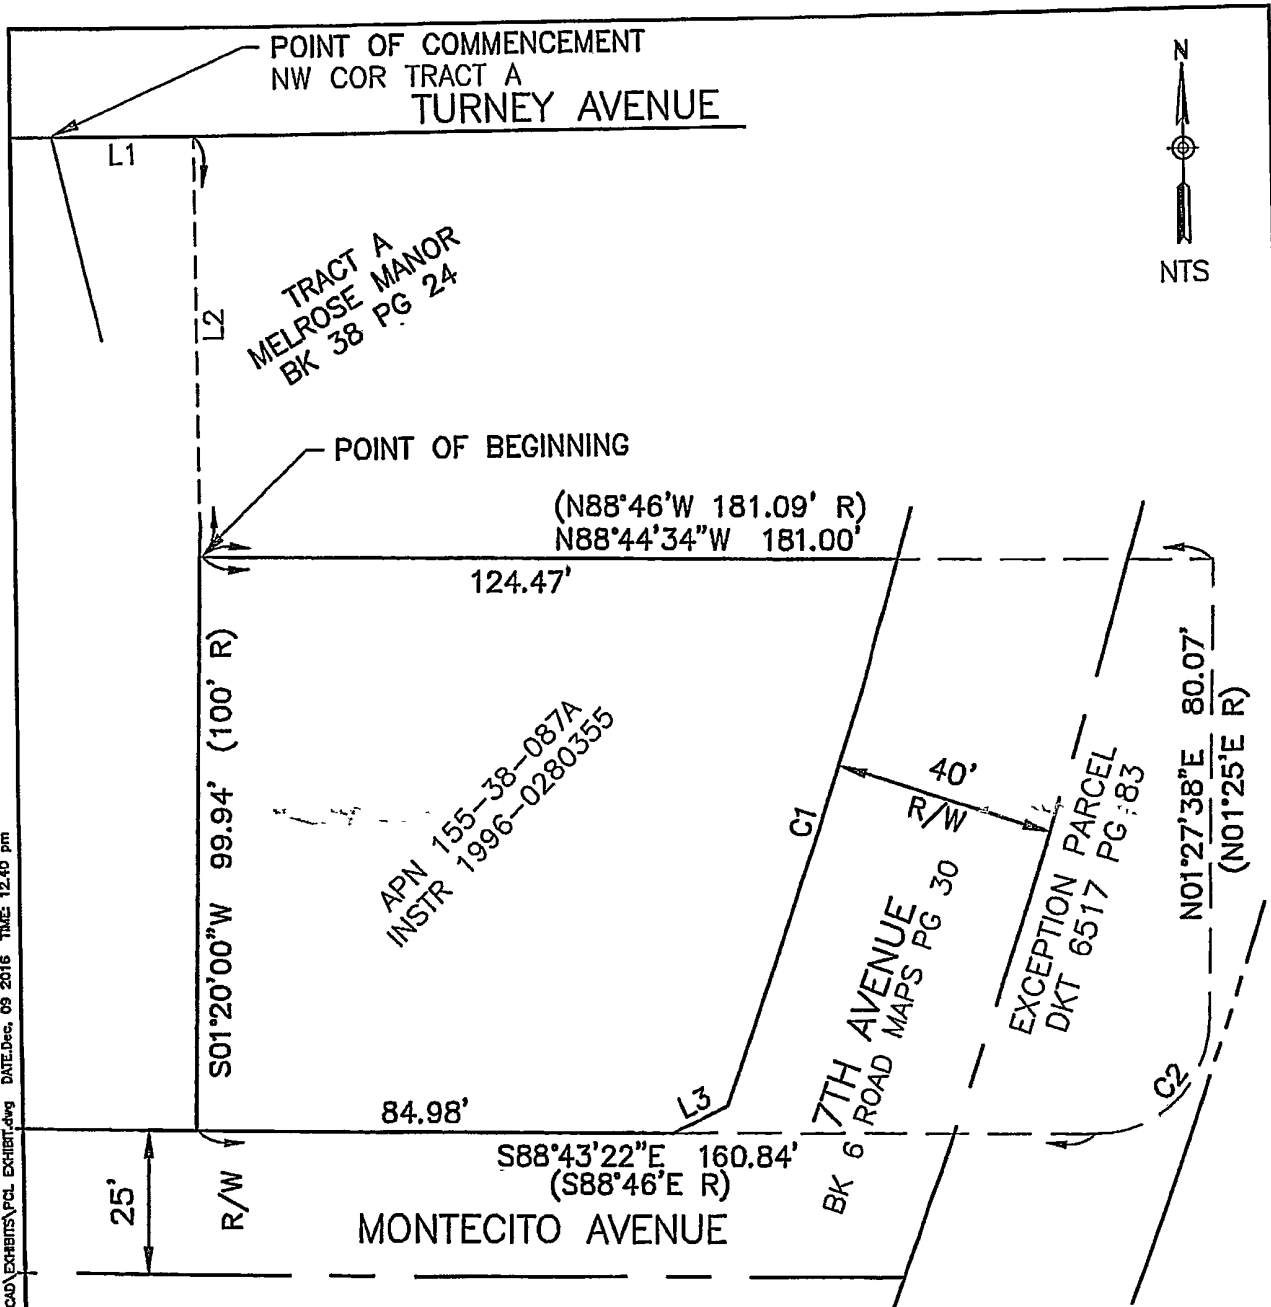 POINT OF COMMENCEMENT
NW COR TRACT A
TURNEY AVENUE
N
NTS
L1
L2
TRACT A
MELROSE MANOR
BK 38 PG 24
POINT OF BEGINNING
(N88°46'W 181.09' R)
N88°44'34"W 181.00'
124.47'
S01°20'00"W 99.94' (100' R)
APN 155-38-087A
INSTR 1996-0280355
C1
40'
R/W
7TH AVENUE
BK 6 ROAD MAPS PG 30
EXCEPTION PARCEL
DKT 6517 PG 83
N01°27'38"E 80.07'
(N01°25'E R)
C2
L3
84.98'
S88°43'22"E 160.84'
(S88°46'E R)
25'
R/W
MONTECITO AVENUE
CAD\EXHIBITS\PCL EXHIBIT.dwg DATE:Dec, 09 2016 TIME: 12:40 pm